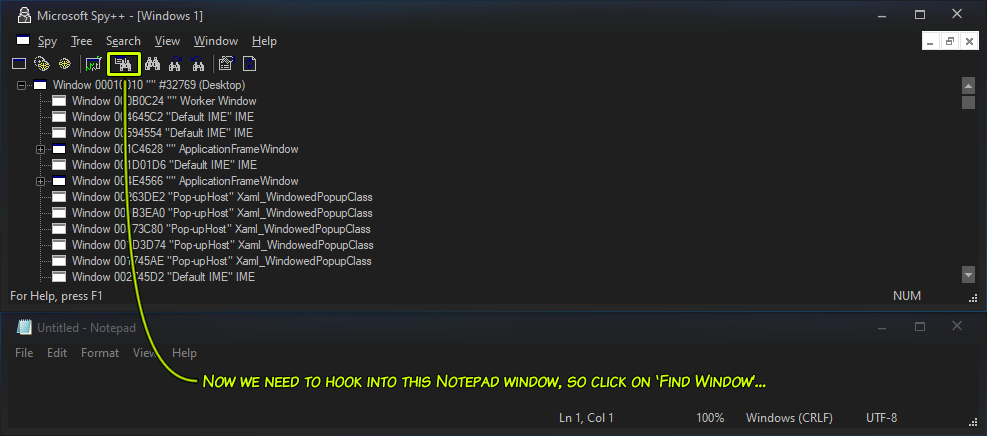 Microsoft Spy++ - [Windows 1]
Spy Tree Search View Window Help
Window 00010010 "" #32769 (Desktop)
Window 000B0C24 "" Worker Window
Window 004645C2 "Default IME" IME
Window 00594554 "Default IME" IME
Window 001C4628 "" ApplicationFrameWindow
Window 001D01D6 "Default IME" IME
Window 004E4566 "" ApplicationFrameWindow
Window 00263DE2 "Pop-upHost" Xaml_WindowedPopupClass
Window "Pop-upHost" Xaml_WindowedPopupClass
Window "Pop-upHost" Xaml_WindowedPopupClass
Window "Pop-upHost" Xaml_WindowedPopupClass
Window "Pop-upHost" Xaml_WindowedPopupClass
Window "Default IME" IME
For Help, press F1 NUM
Untitled - Notepad
File Edit Format View Help
Now we need to hook into this Notepad window, so click on 'Find Window'...
Ln 1, Col 1 100% Windows (CRLF) UTF-8